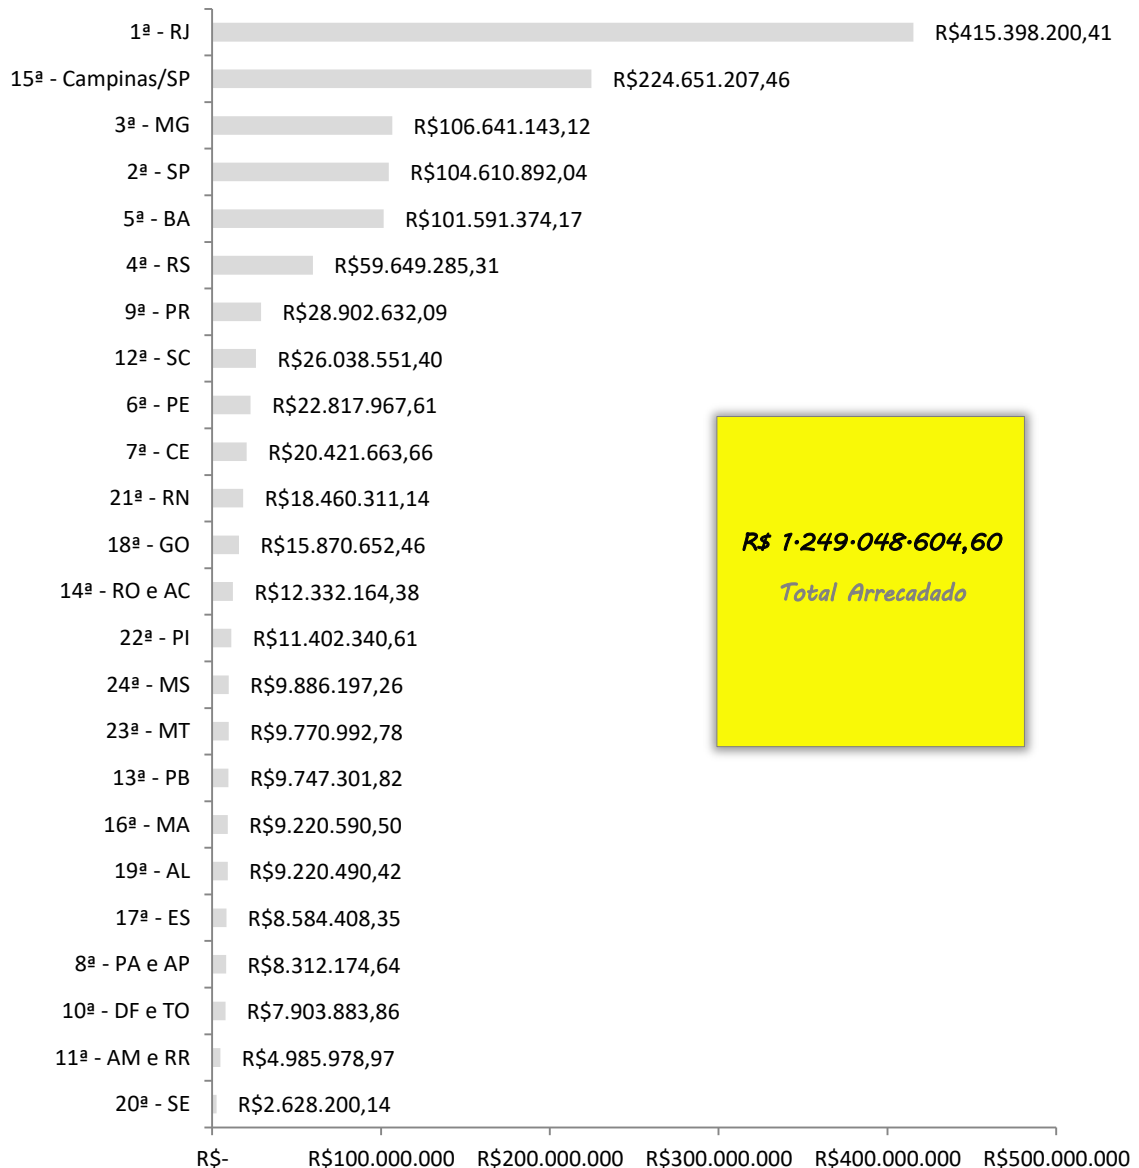 1ª - RJ R$415.398.200,41
15ª - Campinas/SP R$224.651.207,46
3ª - MG R$106.641.143,12
2ª - SP R$104.610.892,04
5ª - BA R$101.591.374,17
4ª - RS R$59.649.285,31
9ª - PR R$28.902.632,09
12ª - SC R$26.038.551,40
6ª - PE R$22.817.967,61
7ª - CE R$20.421.663,66
21ª - RN R$18.460.311,14
18ª - GO R$15.870.652,46
R$ 1.249.048.604,60
14ª - RO e AC R$12.332.164,38
Total Arrecadado
22ª - PI R$11.402.340,61
24ª - MS R$9.886.197,26
23ª - MT R$9.770.992,78
13ª - PB R$9.747.301,82
16ª - MA R$9.220.590,50
19ª - AL R$9.220.490,42
17ª - ES R$8.584.408,35
8ª - PA e AP R$8.312.174,64
10ª - DF e TO R$7.903.883,86
11ª - AM e RR R$4.985.978,97
20ª - SE R$2.628.200,14
R$- R$100.000.000 R$200.000.000 R$300.000.000 R$400.000.000 R$500.000.000